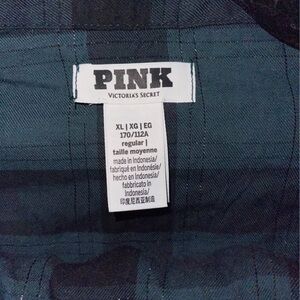 PINK
VICTORIA'S SECRET
XL | XG | EG
170/112A
regular |
taille moyenne
made in Indonesia/
fabriqué en Indonésie/
hecho en Indonesia/
fabbricato in
Indonesia/
印度尼西亚制造